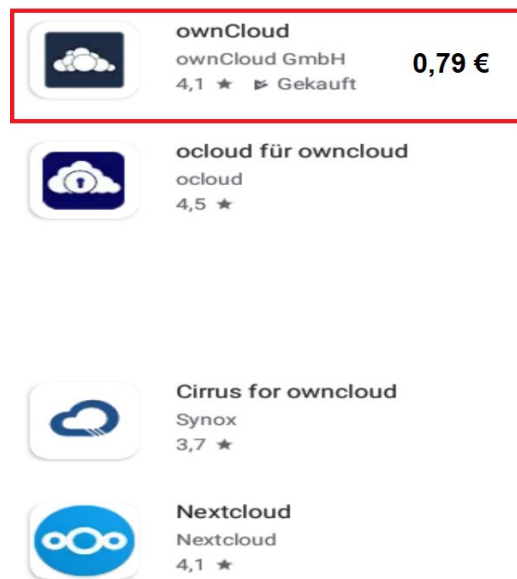 ownCloud
ownCloud GmbH
0,79 €
4,1 ★ Gekauft
ocloud für owncloud
ocloud
4,5 ★
Cirrus for owncloud
Synox
3,7 ★
Nextcloud
Nextcloud
4,1 ★